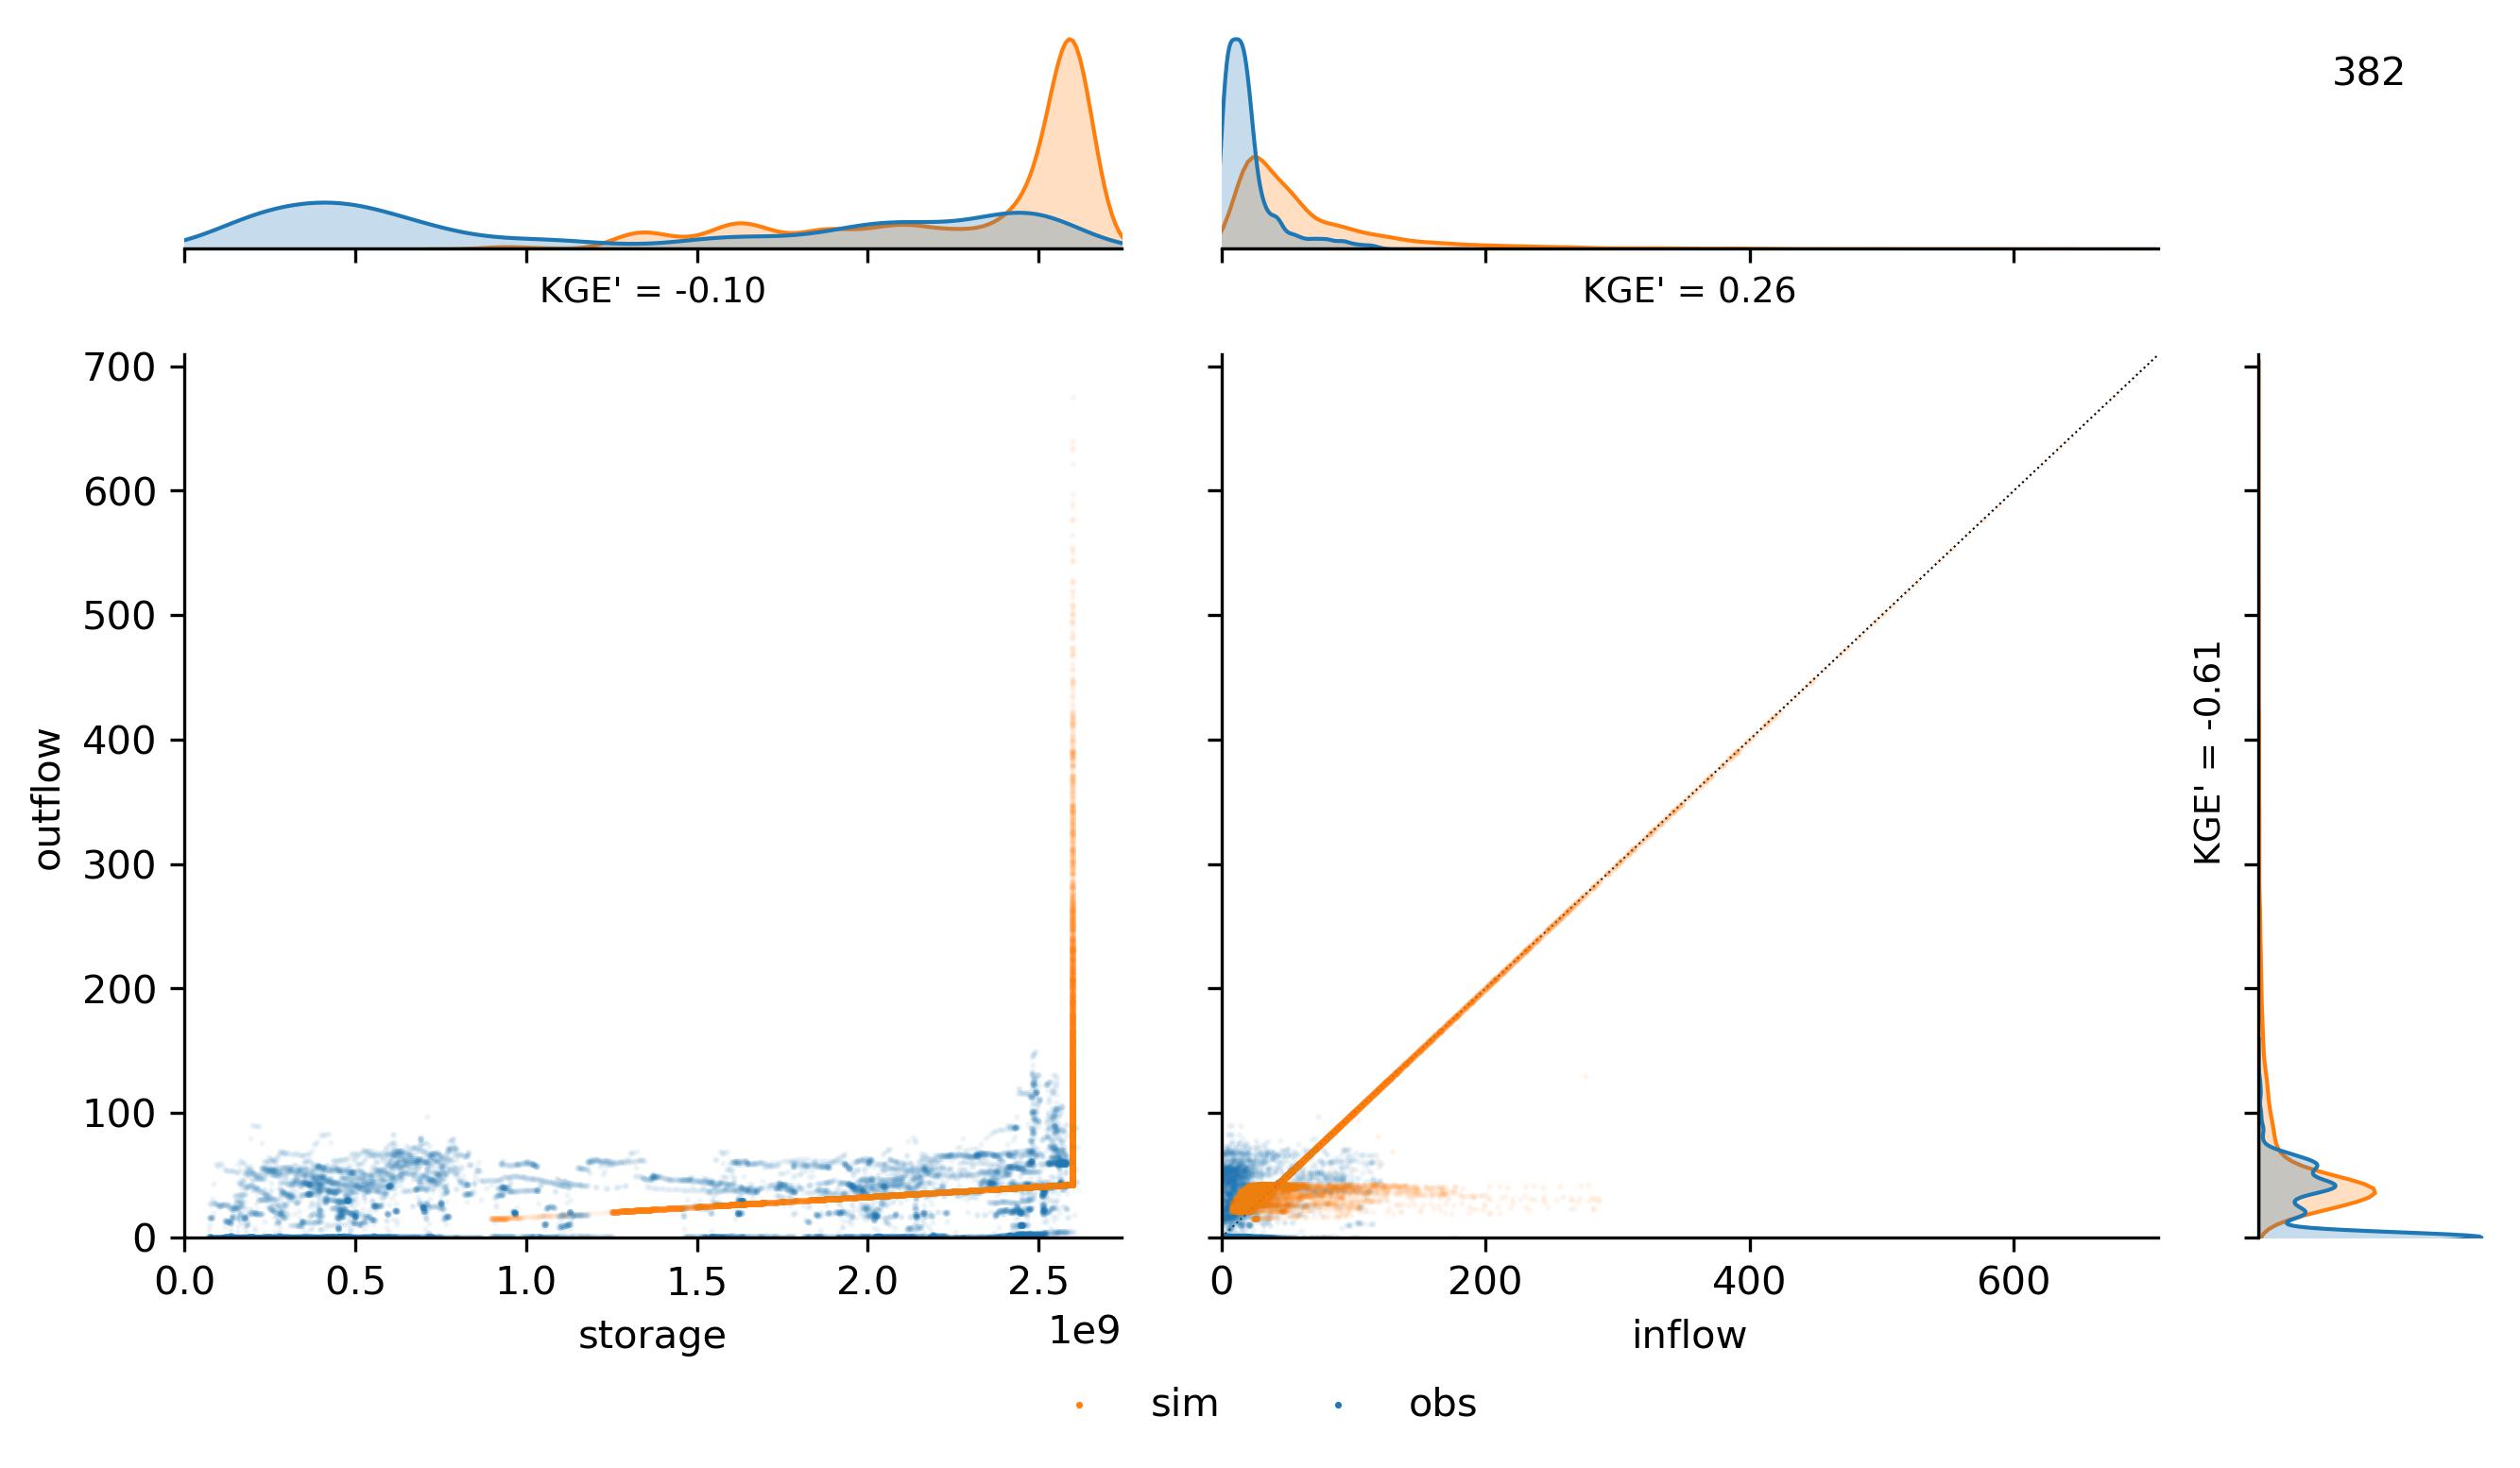 382
KGE' = -0.10
KGE' = 0.26
700
600
500
400
300
200
100
0
outflow
KGE' = -0.61
0.0 0.5 1.0 1.5 2.0 2.5
0 200 400 600
1e9
storage
inflow
sim obs